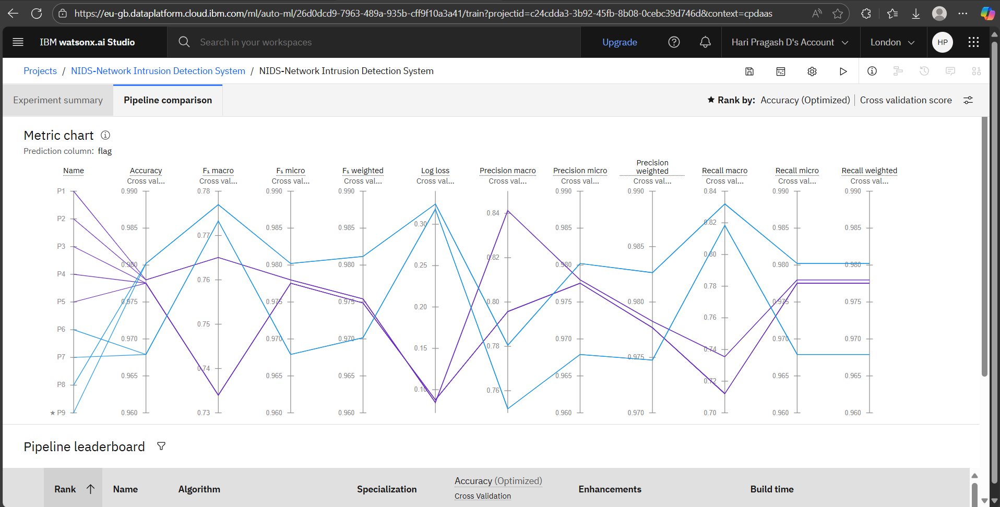 https://eu-gb.dataplatform.cloud.ibm.com/ml/auto-ml/26d0dcd9-7963-489a-935b-cff9f10a3a41/train?projectid=c24cdda3-3b92-45fb-8b08-0cebc39d746d&context=cpdaas
IBM watsonx.ai Studio
Search in your workspaces
Upgrade
Hari Pragash D's Account
London
HP
Projects / NIDS-Network Intrusion Detection System / NIDS-Network Intrusion Detection System
Experiment summary
Pipeline comparison
★ Rank by: Accuracy (Optimized) | Cross validation score
Metric chart
Prediction column: flag
Name Accuracy F₁ macro F₁ micro F₁ weighted Log loss Precision macro Precision micro Precision weighted Recall macro Recall micro Recall weighted
Cross val... Cross val... Cross val... Cross val... Cross val... Cross val... Cross val... Cross val... Cross val... Cross val... Cross val...
P1
P2
P3
P4
P5
P6
P7
P8
★ P9
0.990
0.985
0.980
0.975
0.970
0.965
0.960
0.78
0.77
0.76
0.75
0.74
0.73
0.990
0.985
0.980
0.975
0.970
0.965
0.960
0.990
0.985
0.980
0.975
0.970
0.965
0.960
0.30
0.25
0.20
0.15
0.10
0.84
0.82
0.80
0.78
0.76
0.990
0.985
0.980
0.975
0.970
0.965
0.960
0.990
0.985
0.980
0.975
0.970
0.84
0.82
0.80
0.78
0.76
0.74
0.72
0.70
0.990
0.985
0.980
0.975
0.970
0.965
0.960
0.990
0.985
0.980
0.975
0.970
0.965
0.960
Pipeline leaderboard
Rank ↑ Name Algorithm Specialization Accuracy (Optimized) Enhancements Build time
Cross Validation